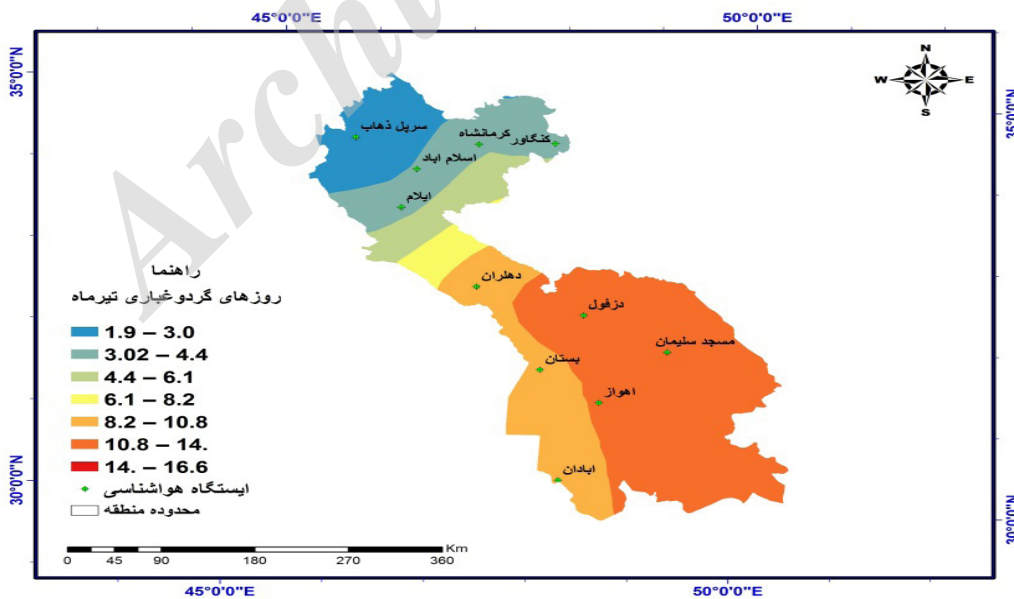 45°0'0"E 50°0'0"E
35°0'0"N
35°0'0"N
N
W E
S
Archi
سرپل ذهاب
کرمانشاه
کنگاور
اسلام اباد
ایلام
دهلران
دزفول
مسجد سلیمان
بستان
اهواز
ابادان
راهنما
روزهای گردوغباری تیرماه
1.9 – 3.0
3.02 – 4.4
4.4 – 6.1
6.1 – 8.2
8.2 – 10.8
10.8 – 14.
14. – 16.6
ایستگاه هواشناسی
محدوده منطقه
30°0'0"N
30°0'0"N
Km
0 45 90 180 270 360
45°0'0"E 50°0'0"E